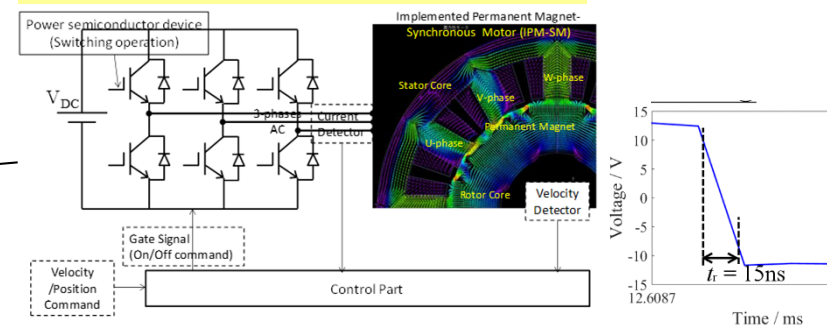 Power semiconductor device
(Switching operation)
V_DC
3-phases
AC
Current
Detector
Implemented Permanent Magnet-
Synchronous Motor (IPM-SM)
Stator Core
W-phase
V-phase
Permanent Magnet
U-phase
Rotor Core
Velocity
Detector
Gate Signal
(On/Off command)
Velocity
/Position
Command
Control Part
Voltage / V
15
10
5
0
-5
-10
-15
tr = 15ns
12.6087
Time / ms